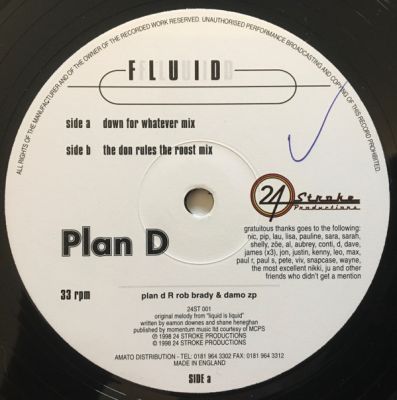 ALL RIGHTS OF THE MANUFACTURER AND OF THE OWNER OF THE RECORDED WORK RESERVED. UNAUTHORISED PERFORMANCE BROADCASTING AND COPYING OF THIS RECORD PROHIBITED.
FLUID
side a down for whatever mix
side b the don rules the roost mix
24 Stroke
Productions
Plan D
gratuitous thanks goes to the following:
nic, pip, lau, lisa, pauline, sara, sarah,
shelly, zöe, al, aubrey, conti, d, dave,
james (x3), jon, justin, kenny, leo, max,
paul r, paul s, pete, viv, snapcase, wayne,
the most excellent nikki, ju and other
friends who didn't get a mention
33 rpm
plan d R rob brady & damo zp
24ST 001
original melody from "liquid is liquid"
written by eamon downes and shane heneghan
published by momentum music ltd courtesy of MCPS
℗ 1998 24 STROKE PRODUCTIONS
© 1998 24 STROKE PRODUCTIONS
AMATO DISTRIBUTION - TEL: 0181 964 3302 FAX: 0181 964 3312
MADE IN ENGLAND
SIDE a